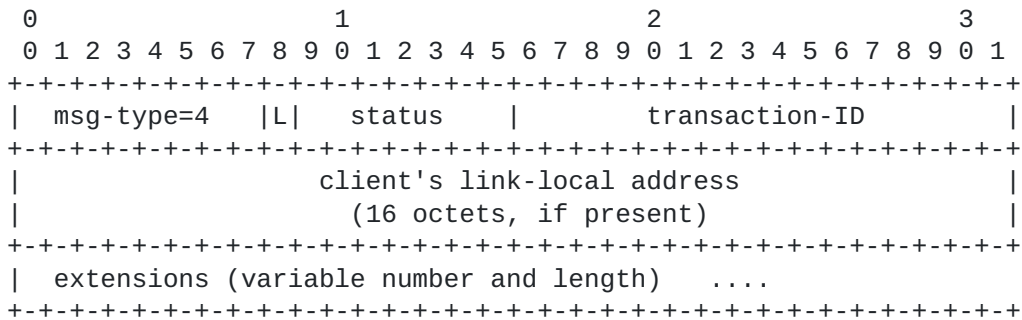 0                   1                   2                   3
 0 1 2 3 4 5 6 7 8 9 0 1 2 3 4 5 6 7 8 9 0 1 2 3 4 5 6 7 8 9 0 1
+-+-+-+-+-+-+-+-+-+-+-+-+-+-+-+-+-+-+-+-+-+-+-+-+-+-+-+-+-+-+-+-+
|  msg-type=4   |L|   status    |        transaction-ID         |
+-+-+-+-+-+-+-+-+-+-+-+-+-+-+-+-+-+-+-+-+-+-+-+-+-+-+-+-+-+-+-+-+
|                   client's link-local address                 |
|                     (16 octets, if present)                   |
+-+-+-+-+-+-+-+-+-+-+-+-+-+-+-+-+-+-+-+-+-+-+-+-+-+-+-+-+-+-+-+-+
|  extensions (variable number and length)   ....
+-+-+-+-+-+-+-+-+-+-+-+-+-+-+-+-+-+-+-+-+-+-+-+-+-+-+-+-+-+-+-+-+